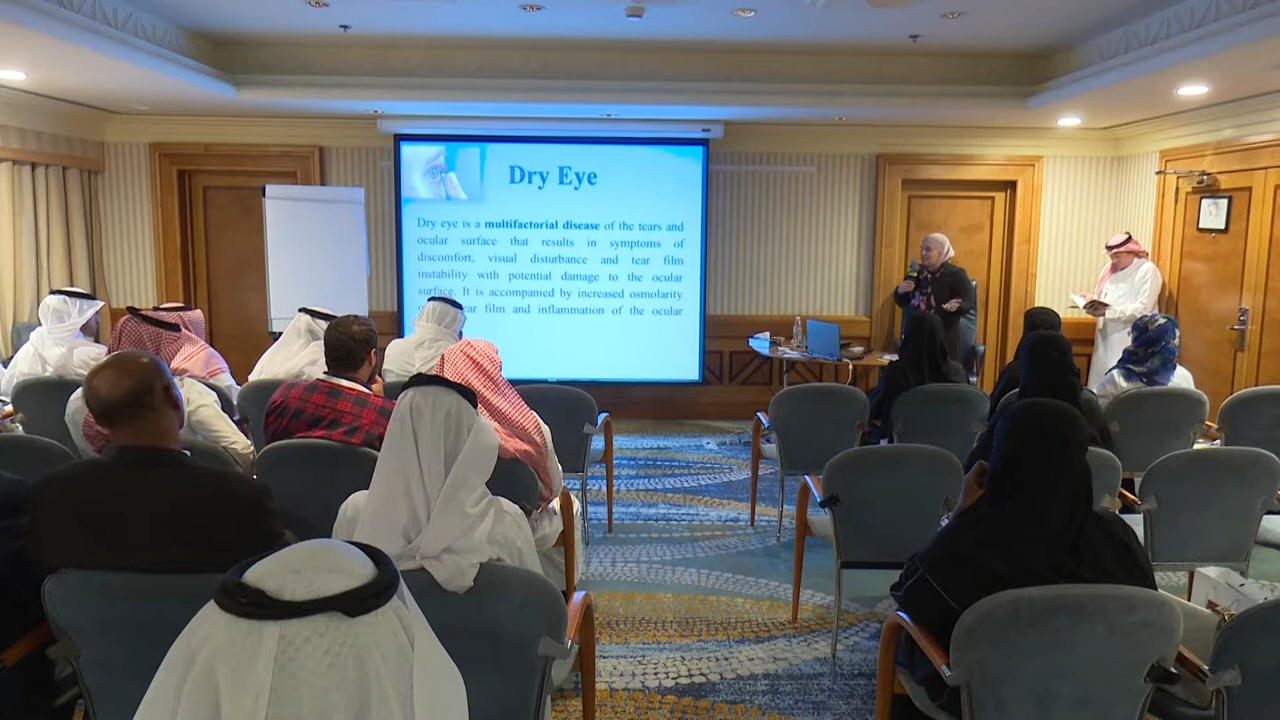 Dry Eye
Dry eye is a multifactorial disease of the tears and
ocular surface that results in symptoms of
discomfort, visual disturbance and tear film
instability with potential damage to the ocular
surface. It is accompanied by increased osmolarity
film and inflammation of the ocular